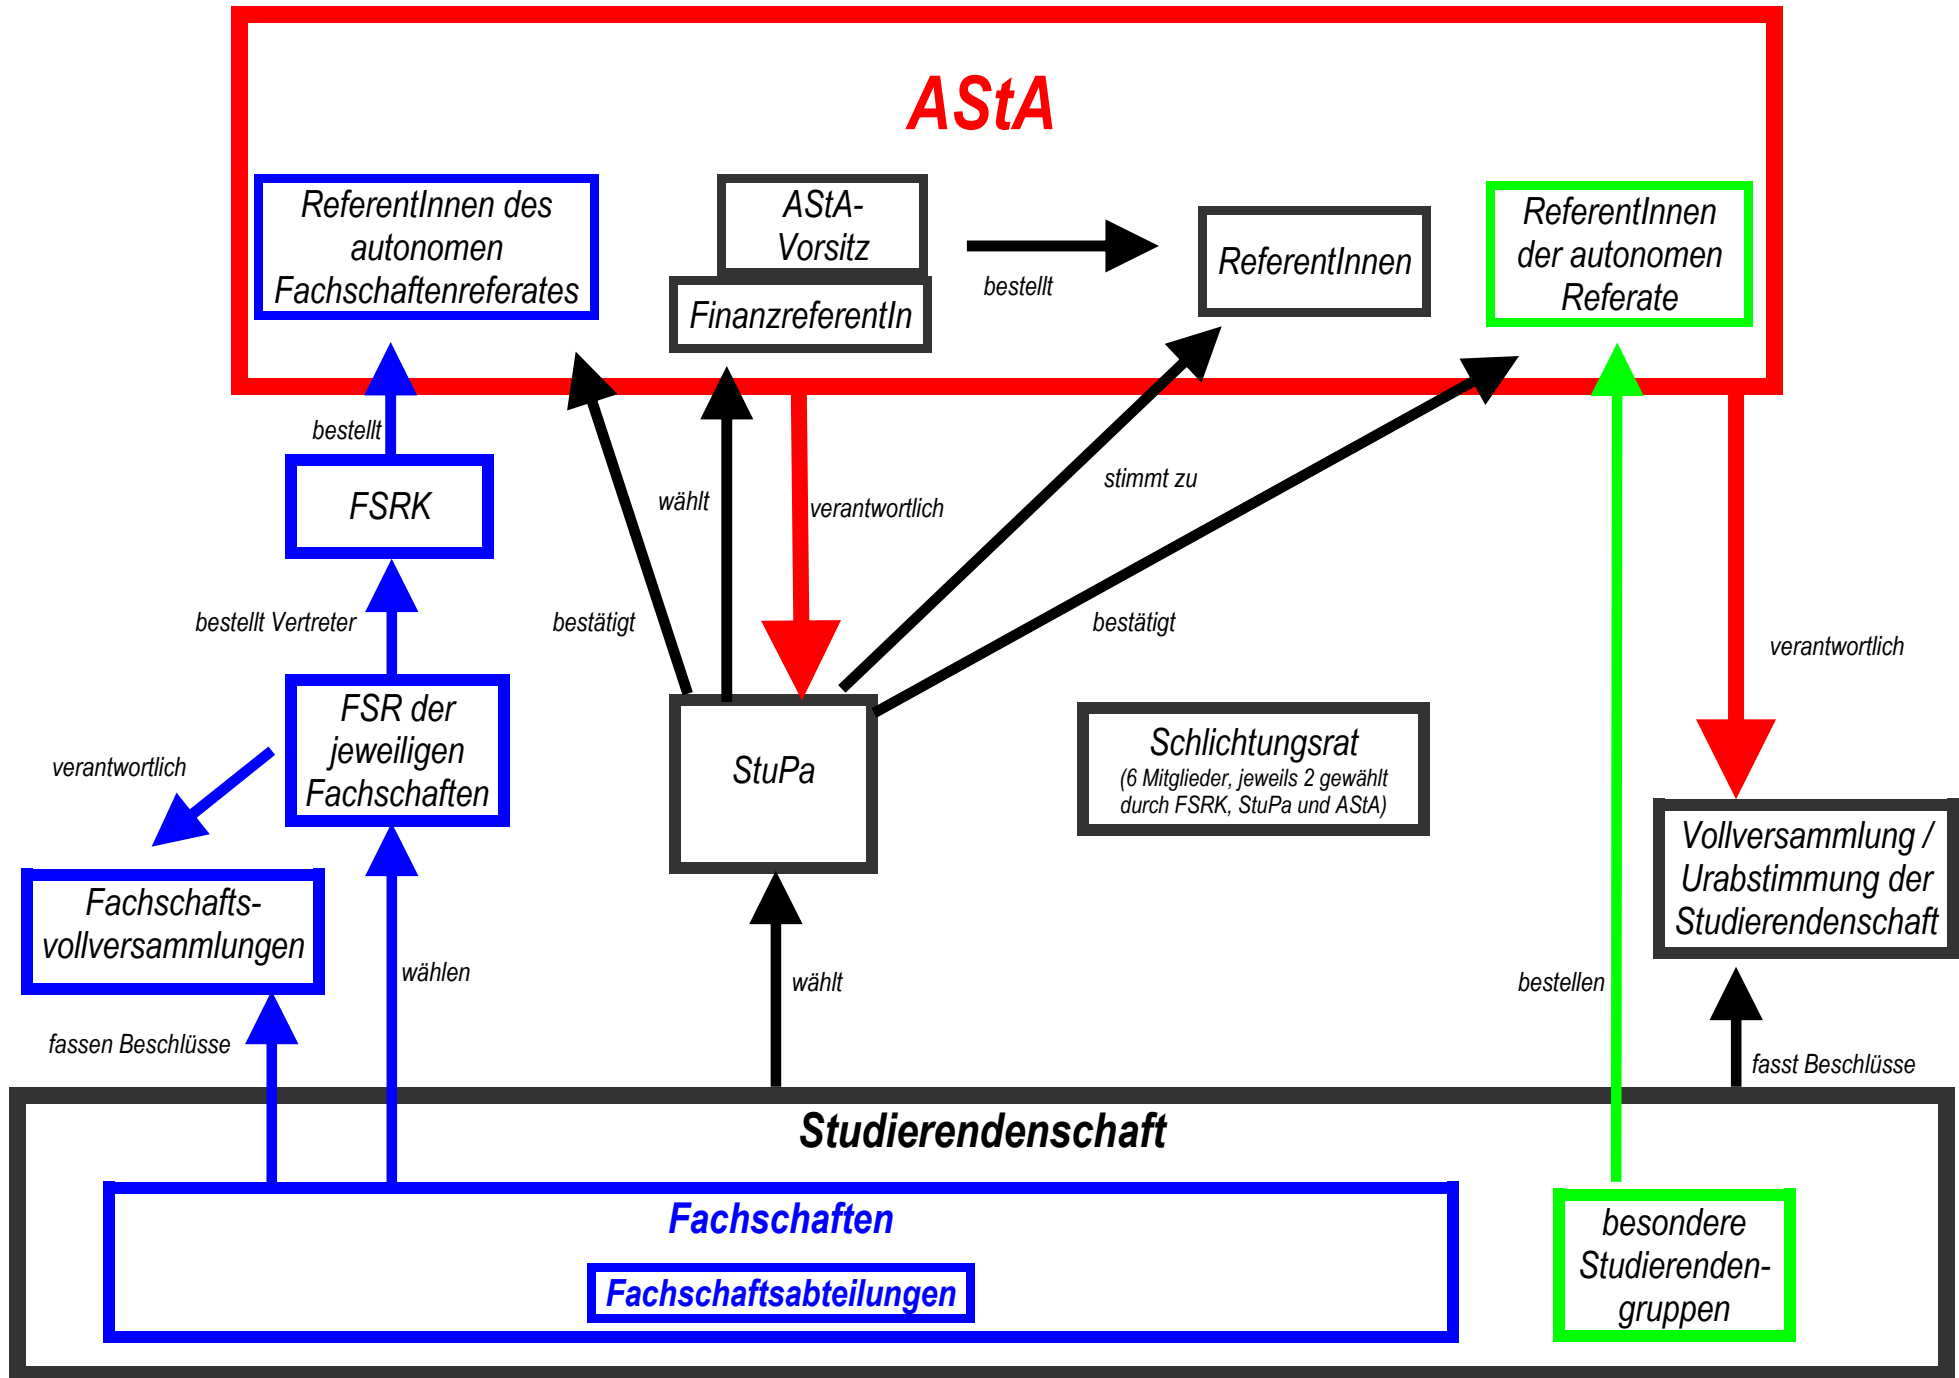 AStA
ReferentInnen des
autonomen
Fachschaftenreferates
AStA-
Vorsitz
FinanzreferentIn
bestellt
ReferentInnen
ReferentInnen
der autonomen
Referate
bestellt
FSRK
wählt
verantwortlich
stimmt zu
bestellt Vertreter
bestätigt
bestätigt
verantwortlich
FSR der
jeweiligen
Fachschaften
verantwortlich
StuPa
Schlichtungsrat
(6 Mitglieder, jeweils 2 gewählt
durch FSRK, StuPa und AStA)
Vollversammlung /
Urabstimmung der
Studierendenschaft
Fachschafts-
vollversammlungen
wählen
wählt
bestellen
fassen Beschlüsse
fasst Beschlüsse
Studierendenschaft
Fachschaften
Fachschaftsabteilungen
besondere
Studierenden-
gruppen